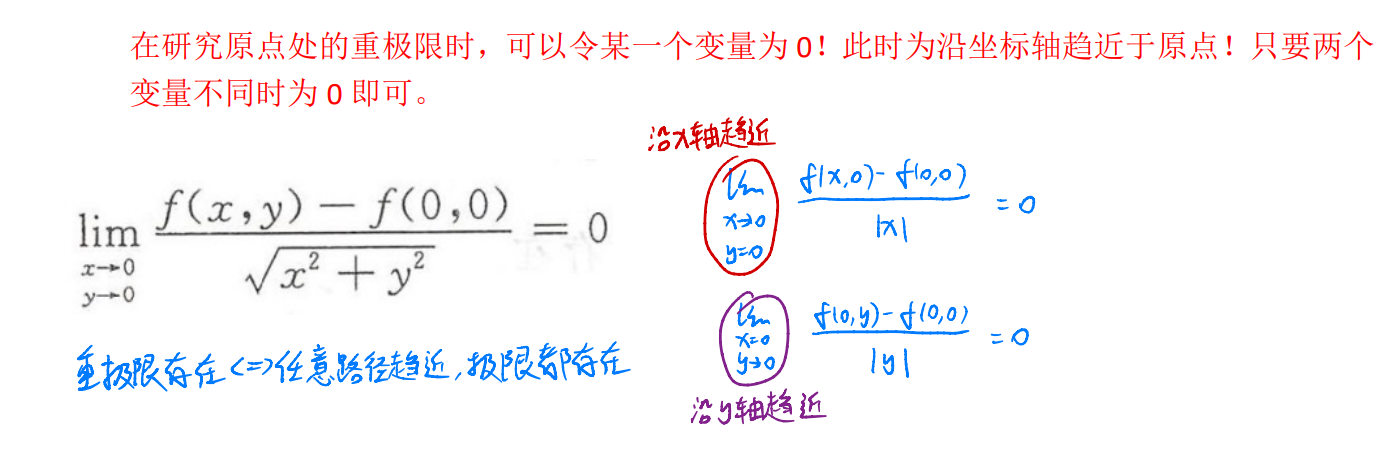 在研究原点处的重极限时，可以令某一个变量为 0！此时为沿坐标轴趋近于原点！只要两个
变量不同时为 0 即可。
沿x轴趋近
lim x→0 y→0 f(x,y) − f(0,0) / √(x² + y²) = 0
lim x→0 y=0 f(x,0) - f(0,0) / |x| = 0
lim x=0 y→0 f(0,y) - f(0,0) / |y| = 0
重极限存在<=>任意路径趋近,极限都存在
沿y轴趋近